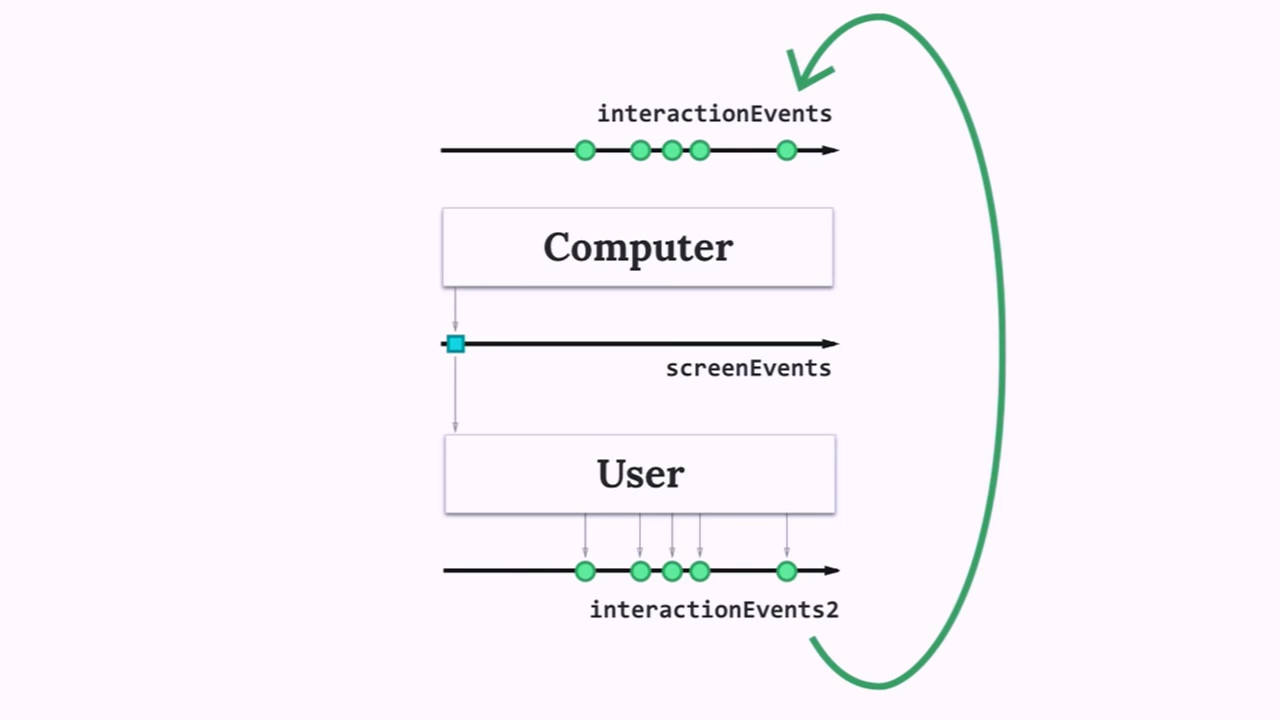 interactionEvents
Computer
screenEvents
User
interactionEvents2